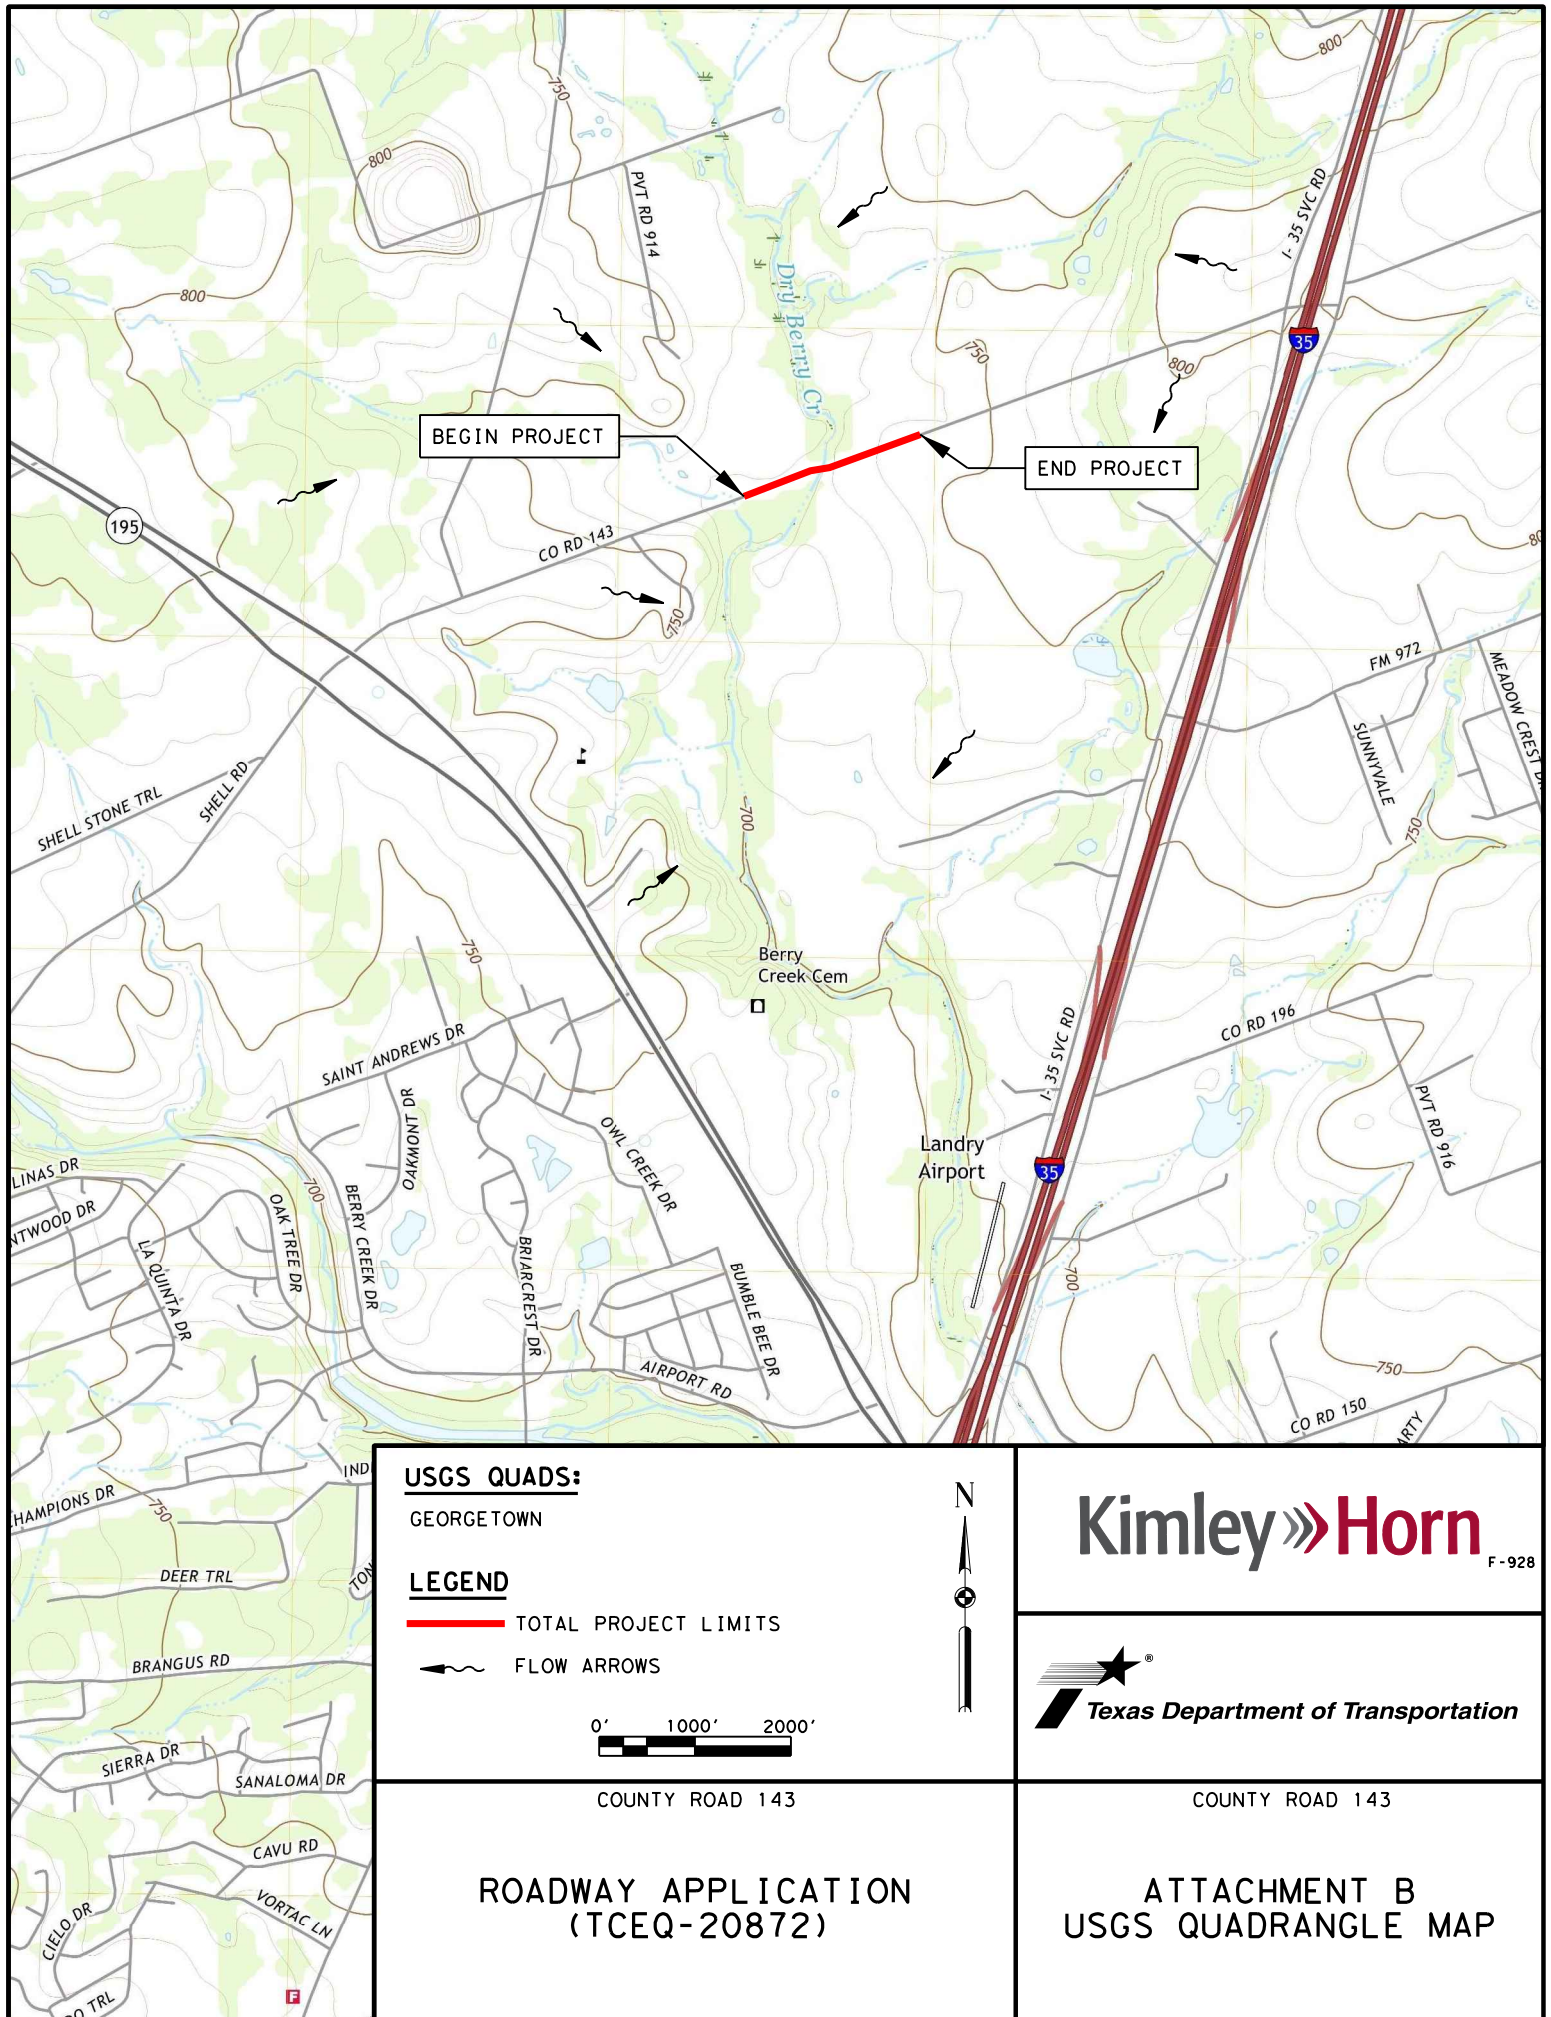 800
750
800
PVT RD 914
I- 35 SVC RD
Dry Berry Cr
800
35
750
800
BEGIN PROJECT
END PROJECT
195
CO RD 143
750
FM 972
MEADOW CREST
SUNNYVALE
SHELL STONE TRL
SHELL RD
700
750
750
Berry
Creek Cem
I- 35 SVC RD
CO RD 196
SAINT ANDREWS DR
OAKMONT DR
OWL CREEK DR
PVT RD 916
Landry
Airport
35
LINAS DR
NTWOOD DR
700
OAK TREE DR
BERRY CREEK DR
LA QUINTA DR
BRIARCREST DR
BUMBLE BEE DR
700
AIRPORT RD
750
CO RD 150
ARTY
HAMPIONS DR
750
DEER TRL
BRANGUS RD
SIERRA DR
SANALOMA DR
CAVU RD
VORTAC LN
CIELO DR
F
USGS QUADS:
GEORGETOWN
LEGEND
TOTAL PROJECT LIMITS
FLOW ARROWS
0' 1000' 2000'
N
Kimley Horn
F-928
®
Texas Department of Transportation
COUNTY ROAD 143
ROADWAY APPLICATION
(TCEQ-20872)
COUNTY ROAD 143
ATTACHMENT B
USGS QUADRANGLE MAP